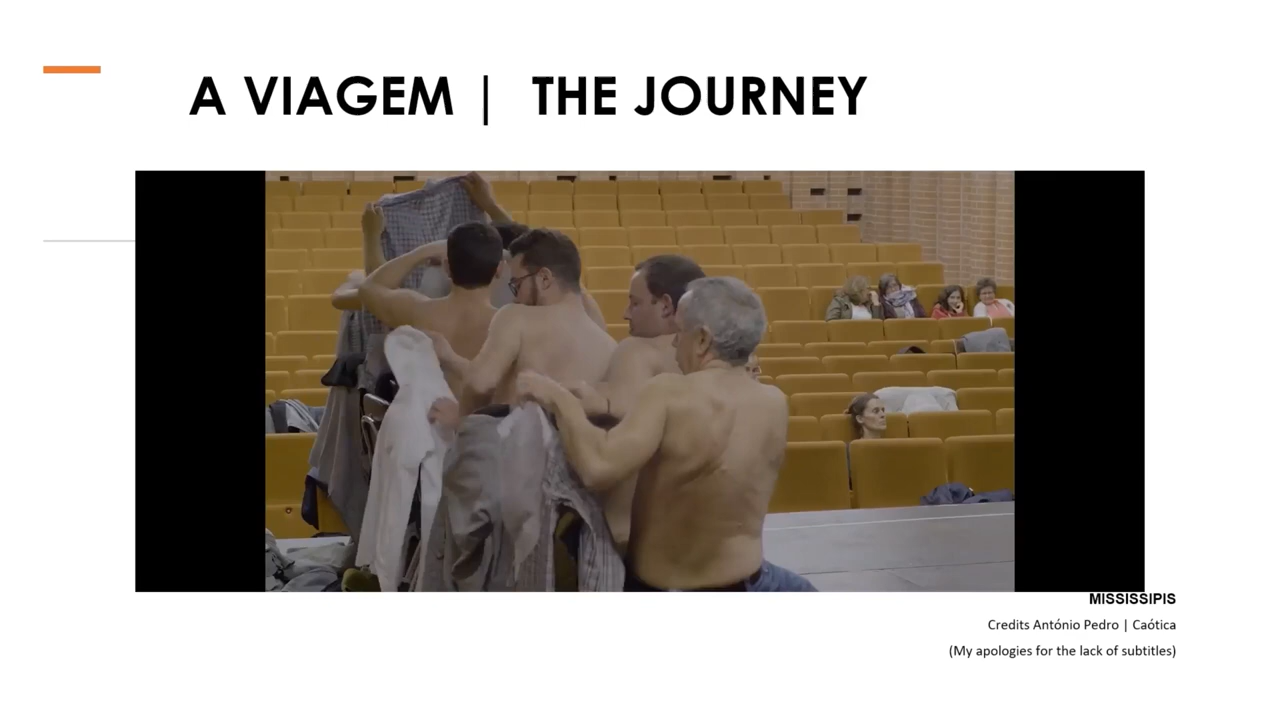 A VIAGEM | THE JOURNEY
MISSISSIPIS
Credits António Pedro | Caótica
(My apologies for the lack of subtitles)